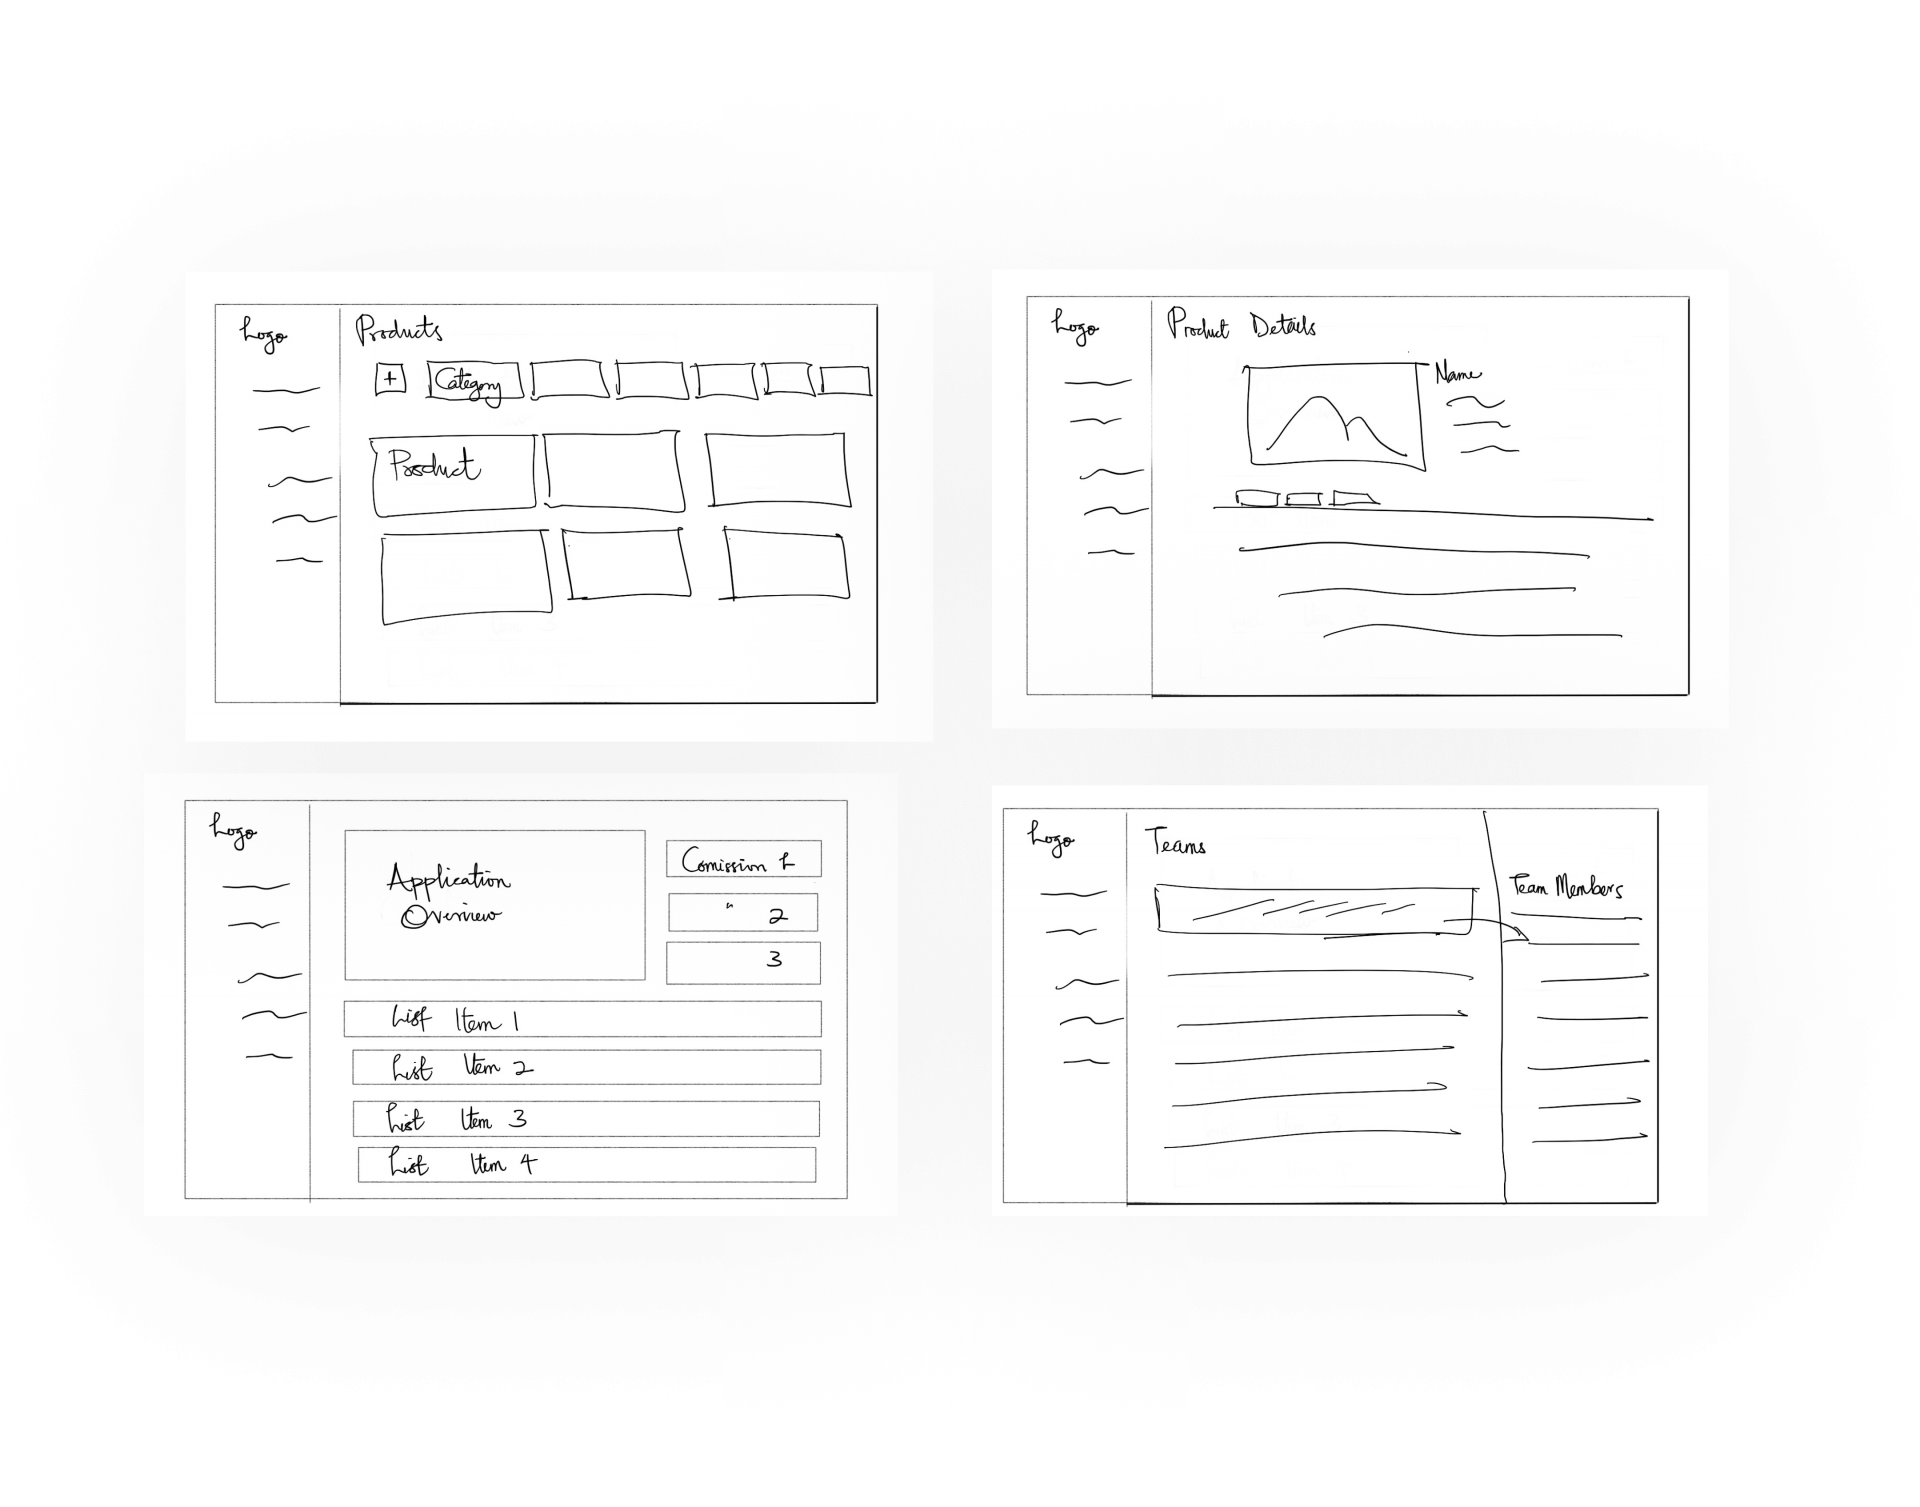 Logo
Products
+ Category
Product
Logo
Product Details
Name
Logo
Application
Overview
Comission 1
" 2
3
List Item 1
List Item 2
List Item 3
List Item 4
Logo
Teams
Team Members